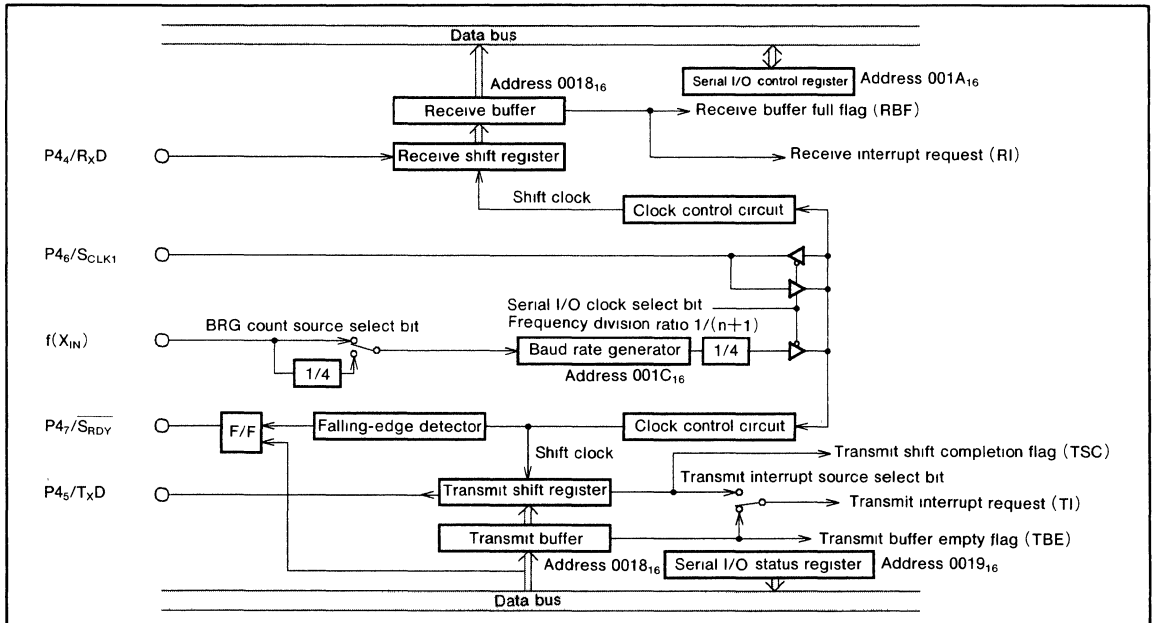 Data bus
Address 0018₁₆
Serial I/O control register
Address 001A₁₆
Receive buffer
Receive buffer full flag (RBF)
P4₄/RₓD
Receive shift register
Receive interrupt request (RI)
Shift clock
Clock control circuit
P4₆/S_CLK1
Serial I/O clock select bit
BRG count source select bit
Frequency division ratio 1/(n+1)
f(X_IN)
Baud rate generator
1/4
1/4
Address 001C₁₆
P4₇/S̅_R̅D̅Y̅
F/F
Falling-edge detector
Clock control circuit
Shift clock
Transmit shift completion flag (TSC)
Transmit interrupt source select bit
P4₅/TₓD
Transmit shift register
Transmit interrupt request (TI)
Transmit buffer
Transmit buffer empty flag (TBE)
Address 0018₁₆
Serial I/O status register
Address 0019₁₆
Data bus